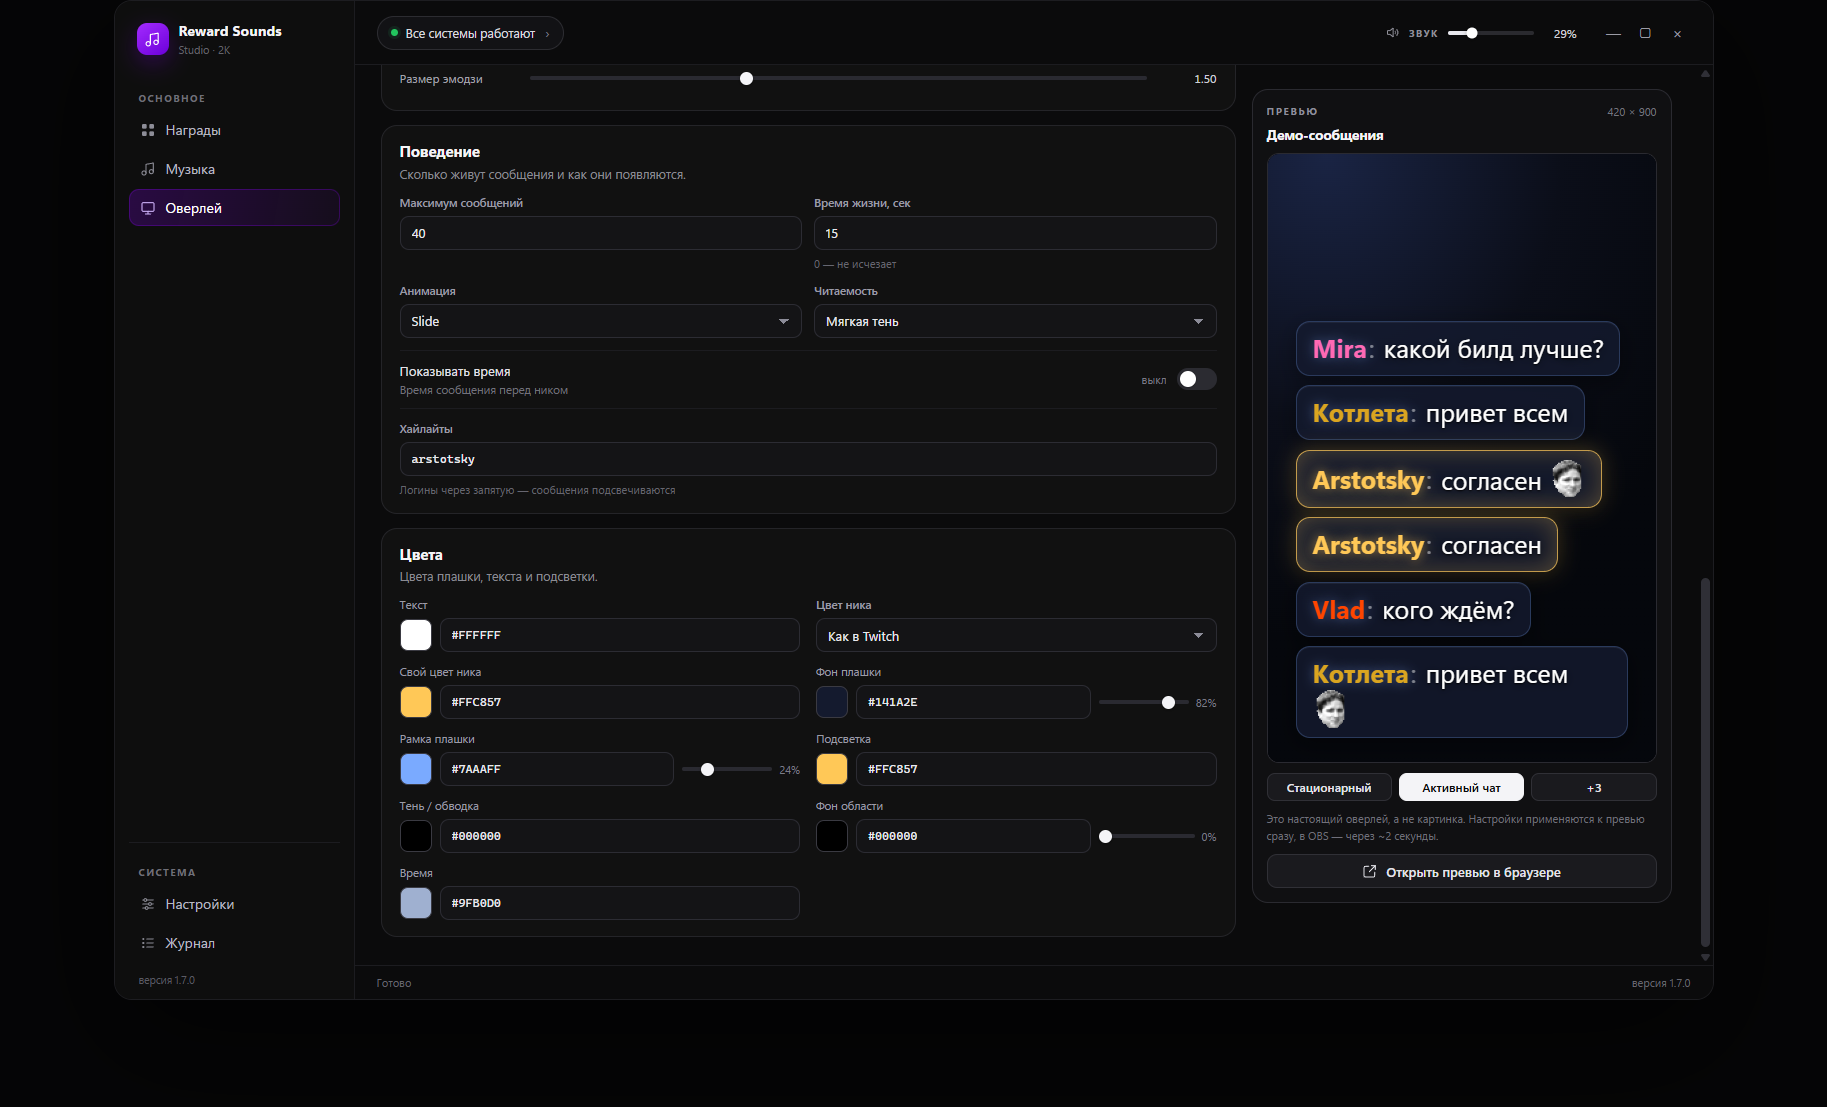 Reward Sounds
Studio · 2K
ОСНОВНОЕ
Награды
Музыка
Оверлей
СИСТЕМА
Настройки
Журнал
версия 1.7.0
Все системы работают ›
ЗВУК
29%
Размер эмодзи
1.50
Поведение
Сколько живут сообщения и как они появляются.
Максимум сообщений
Время жизни, сек
40
15
0 — не исчезает
Анимация
Читаемость
Slide
Мягкая тень
Показывать время
Время сообщения перед ником
выкл
Хайлайты
arstotsky
Логины через запятую — сообщения подсвечиваются
Цвета
Цвета плашки, текста и подсветки.
Текст
Цвет ника
#FFFFFF
Как в Twitch
Свой цвет ника
Фон плашки
#FFC857
#141A2E
82%
Рамка плашки
Подсветка
#7AAAFF
24%
#FFC857
Тень / обводка
Фон области
#000000
#000000
0%
Время
#9FB0D0
ПРЕВЬЮ
420 × 900
Демо-сообщения
Mira: какой билд лучше?
Котлета: привет всем
Arstotsky: согласен
Arstotsky: согласен
Vlad: кого ждём?
Котлета: привет всем
Стационарный
Активный чат
+3
Это настоящий оверлей, а не картинка. Настройки применяются к превью
сразу, в OBS — через ~2 секунды.
Открыть превью в браузере
Готово
версия 1.7.0